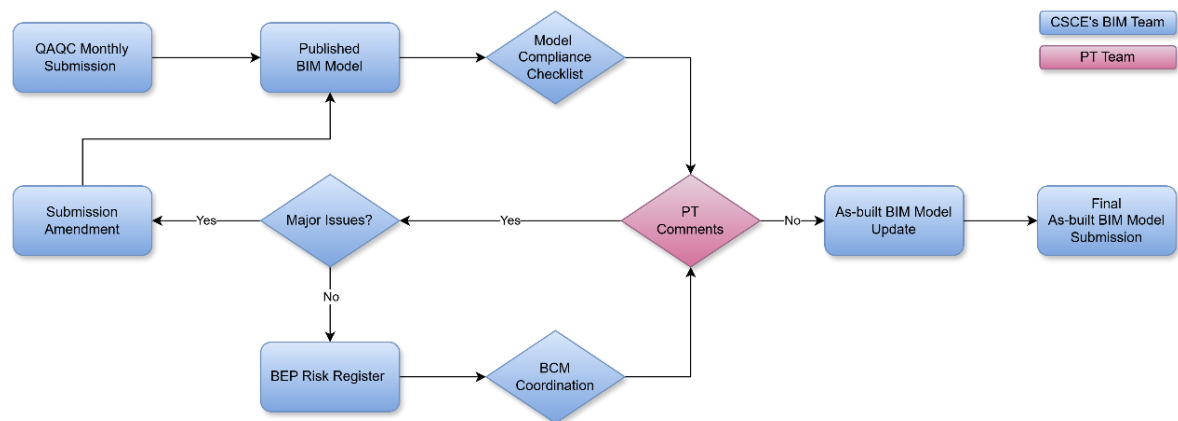 QAQC Monthly
Submission
Published
BIM Model
Model
Compliance
Checklist
CSCE's BIM Team
PT Team
Submission
Amendment
Yes
Major Issues?
Yes
PT
Comments
No
As-built BIM Model
Update
Final
As-built BIM Model
Submission
No
BEP Risk Register
BCM
Coordination